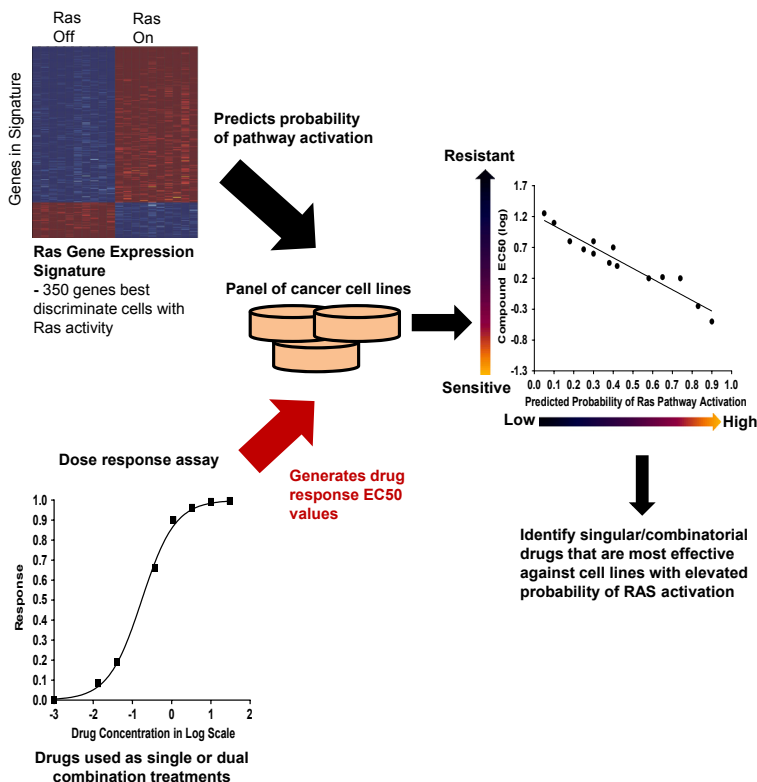 Ras
Off
Ras
On
Genes in Signature
Ras Gene Expression
Signature
- 350 genes best
discriminate cells with
Ras activity
Predicts probability
of pathway activation
Panel of cancer cell lines
Resistant
Sensitive
Compound EC50 (log)
1.7
1.2
0.7
0.2
-0.3
-0.8
-1.3
0.0 0.1 0.2 0.3 0.4 0.5 0.6 0.7 0.8 0.9 1.0
Predicted Probability of Ras Pathway Activation
Low
High
Dose response assay
Generates drug
response EC50
values
Response
1.0
0.9
0.8
0.7
0.6
0.5
0.4
0.3
0.2
0.1
0.0
-3 -2 -1 0 1 2
Drug Concentration in Log Scale
Drugs used as single or dual
combination treatments
Identify singular/combinatorial
drugs that are most effective
against cell lines with elevated
probability of RAS activation